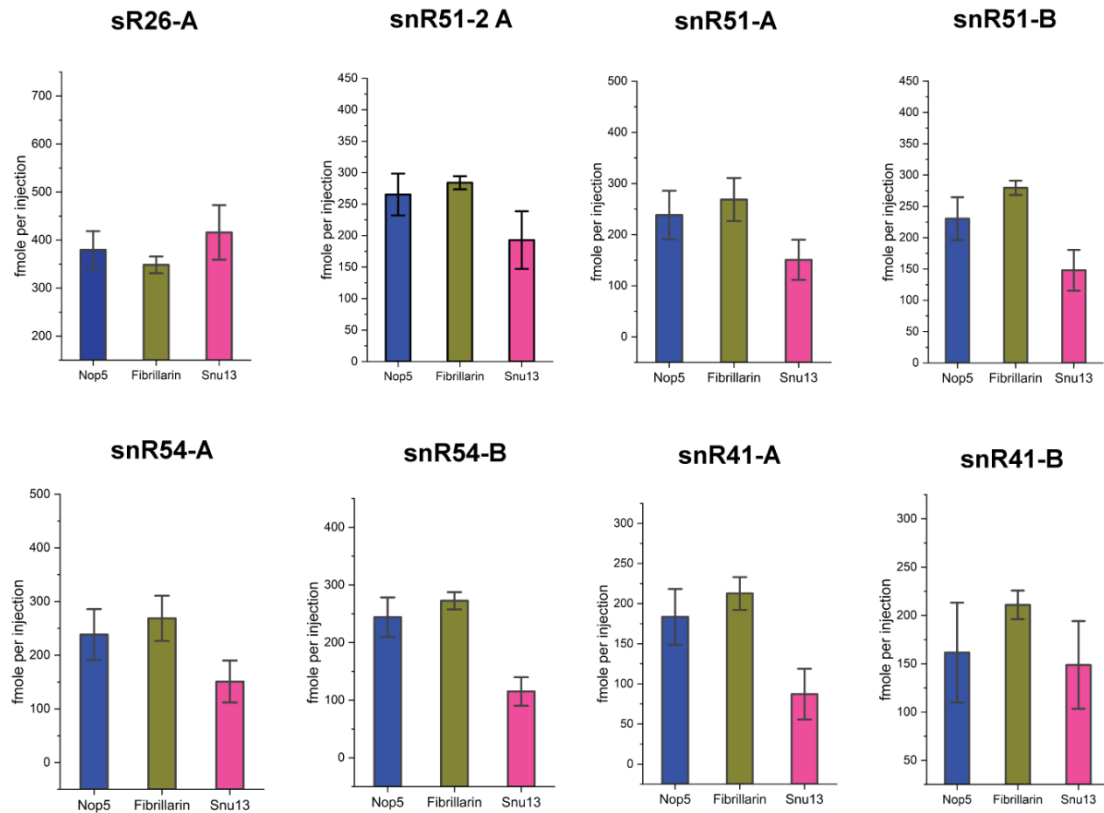 sR26-A
snR51-2 A
snR51-A
snR51-B
fmole per injection
700
600
500
400
300
200
Nop5
Fibrillarin
Snu13
fmole per injection
450
400
350
300
250
200
150
100
50
0
Nop5
Fibrillarin
Snu13
fmole per injection
500
400
300
200
100
0
Nop5
Fibrillarin
Snu13
fmole per injection
450
400
350
300
250
200
150
100
50
0
Nop5
Fibrillarin
Snu13
snR54-A
snR54-B
snR41-A
snR41-B
fmole per injection
500
400
300
200
100
0
Nop5
Fibrillarin
Snu13
fmole per injection
400
300
200
100
0
Nop5
Fibrillarin
Snu13
fmole per injection
300
250
200
150
100
50
0
Nop5
Fibrillarin
Snu13
fmole per injection
300
250
200
150
100
50
Nop5
Fibrillarin
Snu13